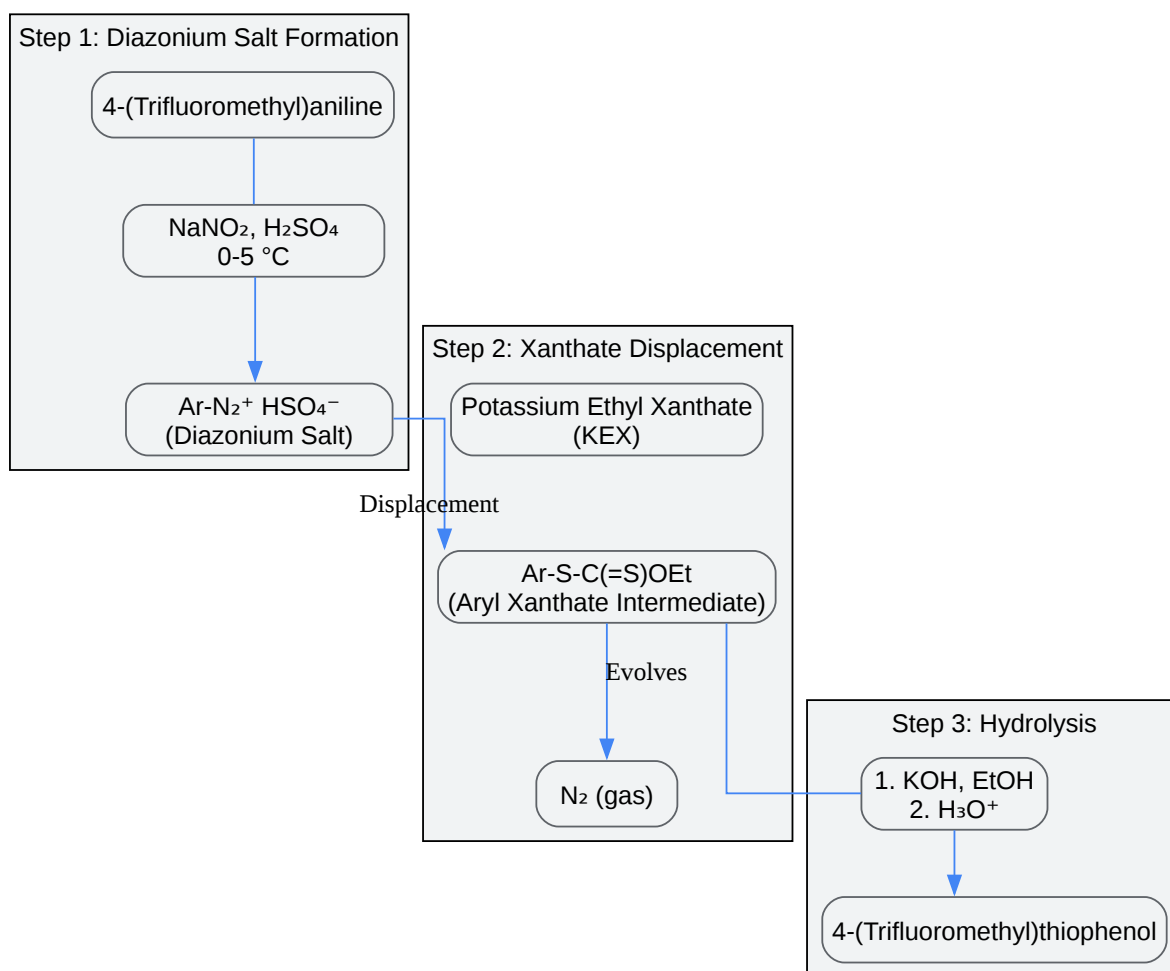 Step 1: Diazonium Salt Formation
4-(Trifluoromethyl)aniline
NaNO₂, H₂SO₄
0-5 °C
Ar-N₂⁺ HSO₄⁻
(Diazonium Salt)
Step 2: Xanthate Displacement
Potassium Ethyl Xanthate
(KEX)
Displacement
Ar-S-C(=S)OEt
(Aryl Xanthate Intermediate)
Evolves
N₂ (gas)
Step 3: Hydrolysis
1. KOH, EtOH
2. H₃O⁺
4-(Trifluoromethyl)thiophenol